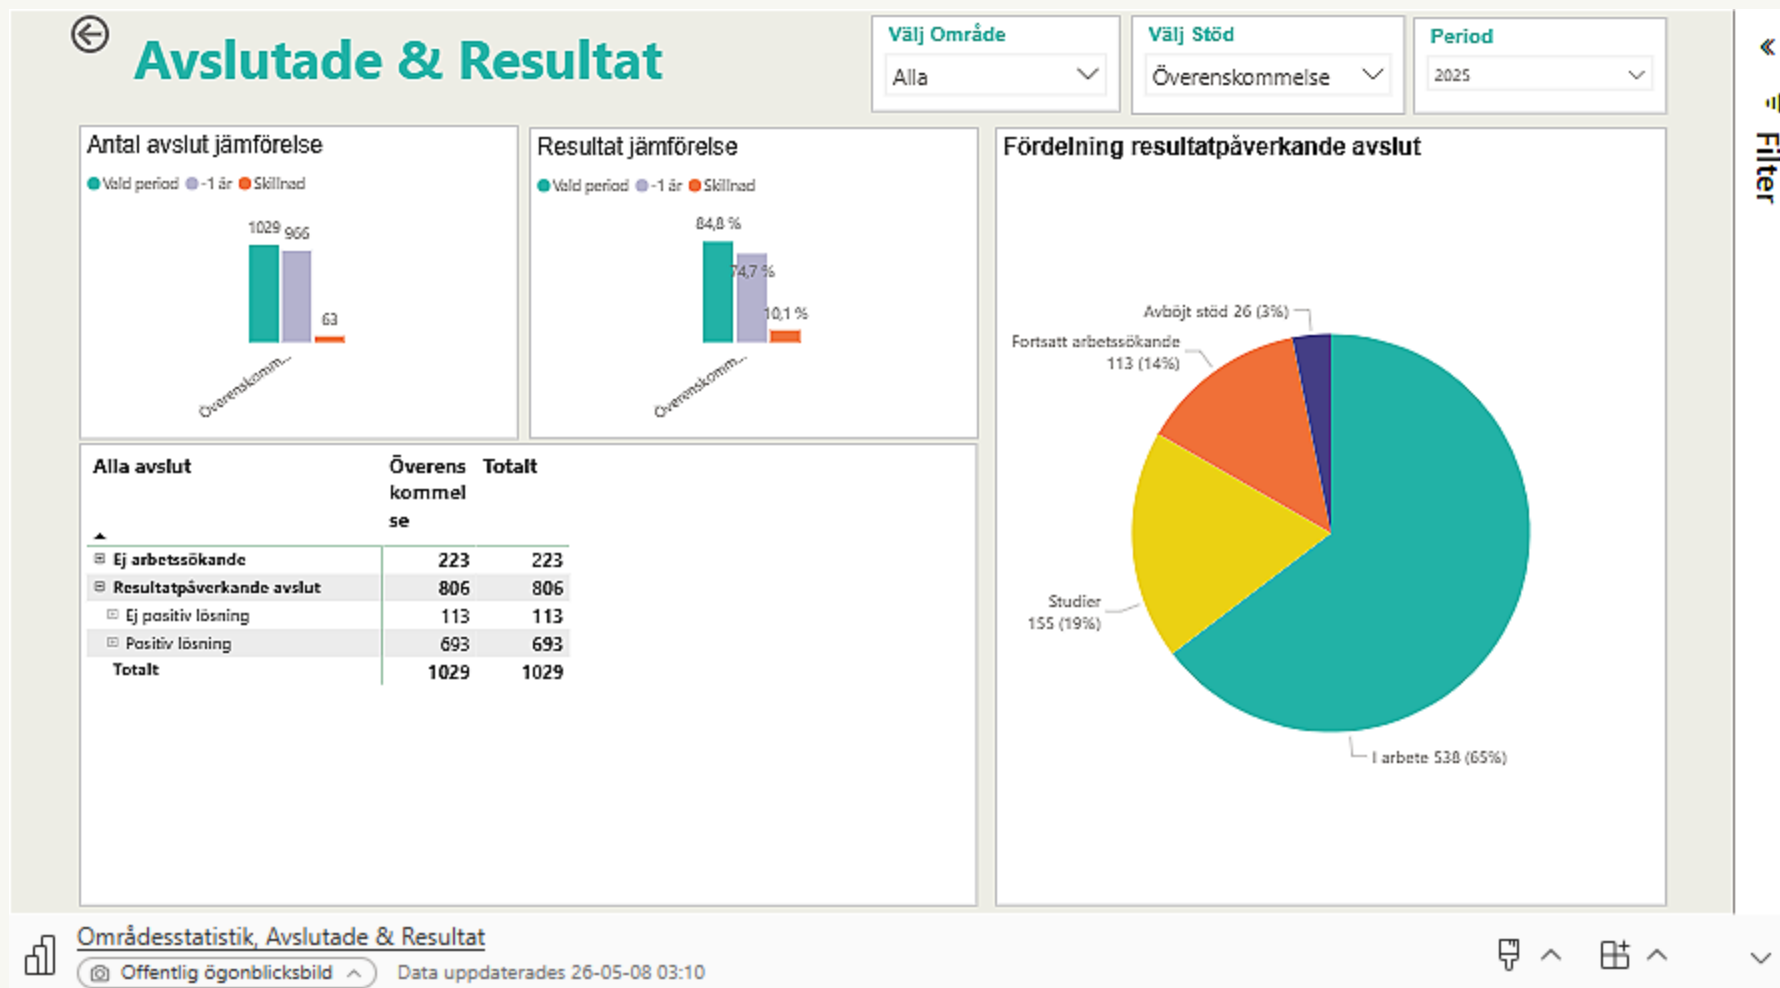 Avslutade & Resultat
Välj Område
Alla
Välj Stöd
Överenskommelse
Period
2025
Filter
Antal avslut jämförelse
Vald period -1 år Skillnad
1029 966
63
Överenskomm...
Resultat jämförelse
Vald period -1 år Skillnad
84,8 %
74,7 %
10,1 %
Överenskomm...
Fördelning resultatpåverkande avslut
Avböjt stöd 26 (3%)
Fortsatt arbetssökande
113 (14%)
Studier
155 (19%)
I arbete 538 (65%)
Alla avslut Överens Totalt
kommel
se
Ej arbetssökande 223 223
Resultatpåverkande avslut 806 806
Ej positiv lösning 113 113
Positiv lösning 693 693
Totalt 1029 1029
Områdesstatistik, Avslutade & Resultat
Offentlig ögonblicksbild
Data uppdaterades 26-05-08 03:10